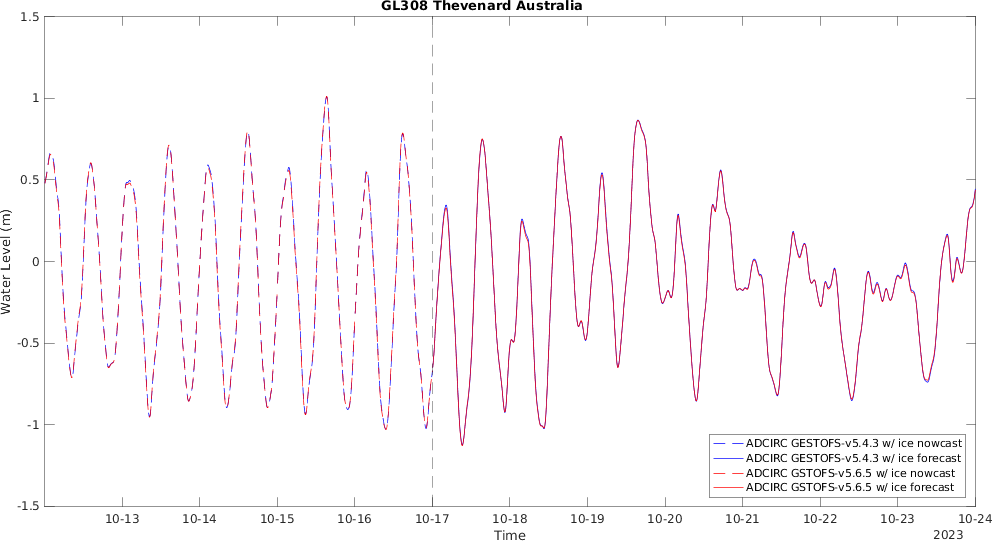 GL308 Thevenard Australia
1.5
1
0.5
0
-0.5
-1
-1.5
Water Level (m)
10-13 10-14 10-15 10-16 10-17 10-18 10-19 10-20 10-21 10-22 10-23 10-24
Time
2023
ADCIRC GESTOFS-v5.4.3 w/ ice nowcast
ADCIRC GESTOFS-v5.4.3 w/ ice forecast
ADCIRC GSTOFS-v5.6.5 w/ ice nowcast
ADCIRC GSTOFS-v5.6.5 w/ ice forecast